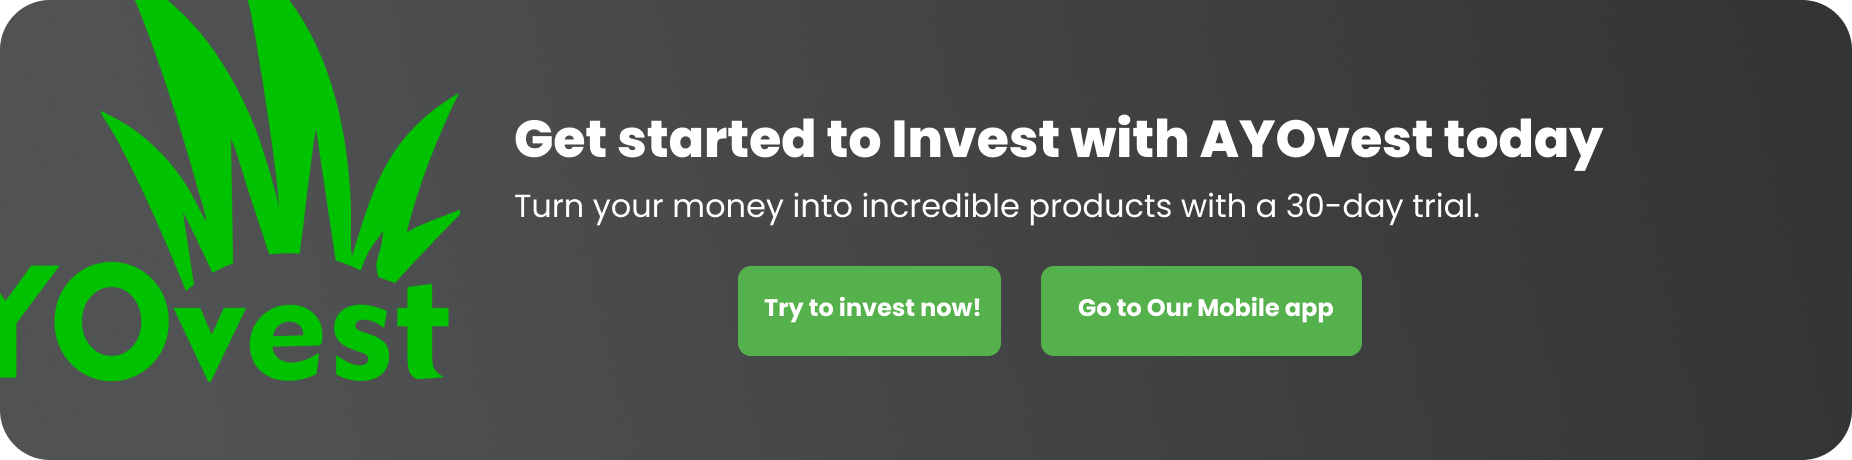 Get started to Invest with AYOvest today
Turn your money into incredible products with a 30-day trial.
YOvest
Try to invest now!
Go to Our Mobile app